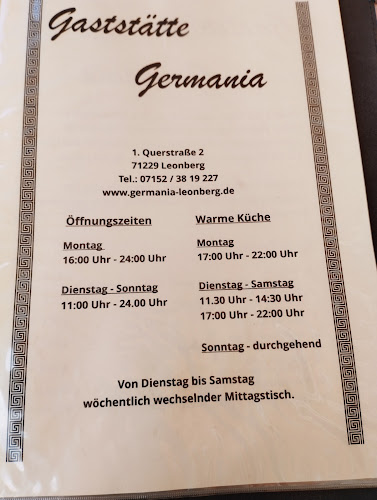 Gaststätte
Germania
1. Querstraße 2
71229 Leonberg
Tel.: 07152 / 38 19 227
www.germania-leonberg.de
Öffnungszeiten
Montag
16:00 Uhr - 24:00 Uhr
Dienstag - Sonntag
11:00 Uhr - 24.00 Uhr
Warme Küche
Montag
17:00 Uhr - 22:00 Uhr
Dienstag - Samstag
11.30 Uhr - 14:30 Uhr
17:00 Uhr - 22:00 Uhr
Sonntag - durchgehend
Von Dienstag bis Samstag
wöchentlich wechselnder Mittagstisch.